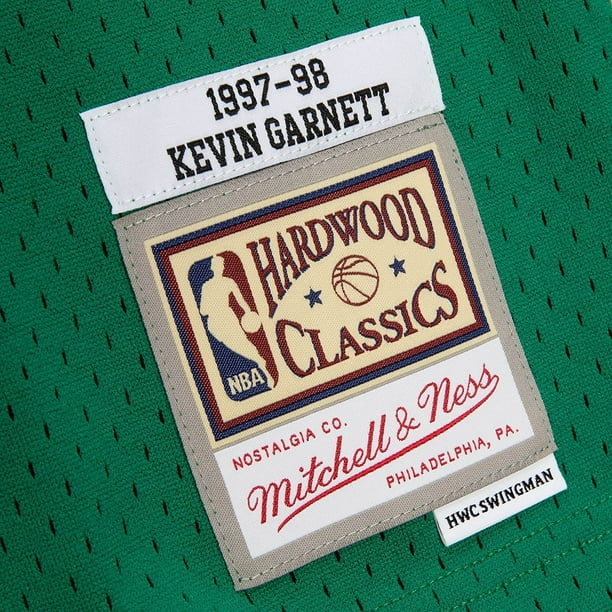 1997-98
KEVIN GARNETT
HARDWOOD
CLASSICS
NBA
NOSTALGIA CO.
Mitchell & Ness
PHILADELPHIA, PA.
HWC SWINGMAN